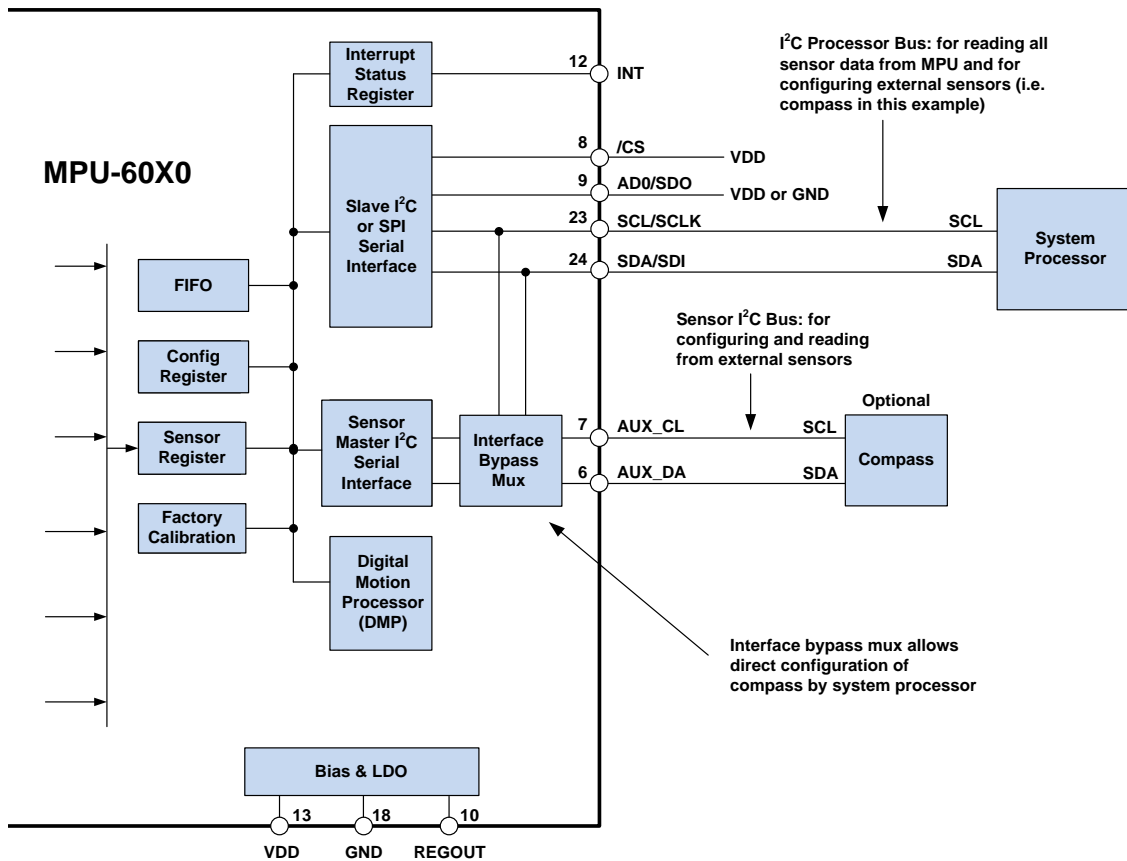 MPU-60X0
Interrupt
Status
Register
12
INT
I²C Processor Bus: for reading all
sensor data from MPU and for
configuring external sensors (i.e.
compass in this example)
Slave I²C
or SPI
Serial
Interface
8
/CS
VDD
9
AD0/SDO
VDD or GND
23
SCL/SCLK
SCL
24
SDA/SDI
SDA
System
Processor
FIFO
Config
Register
Sensor
Register
Factory
Calibration
Sensor I²C Bus: for
configuring and reading
from external sensors
Sensor
Master I²C
Serial
Interface
Interface
Bypass
Mux
7
AUX_CL
SCL
6
AUX_DA
SDA
Optional
Compass
Digital
Motion
Processor
(DMP)
Interface bypass mux allows
direct configuration of
compass by system processor
Bias & LDO
13
18
10
VDD
GND
REGOUT